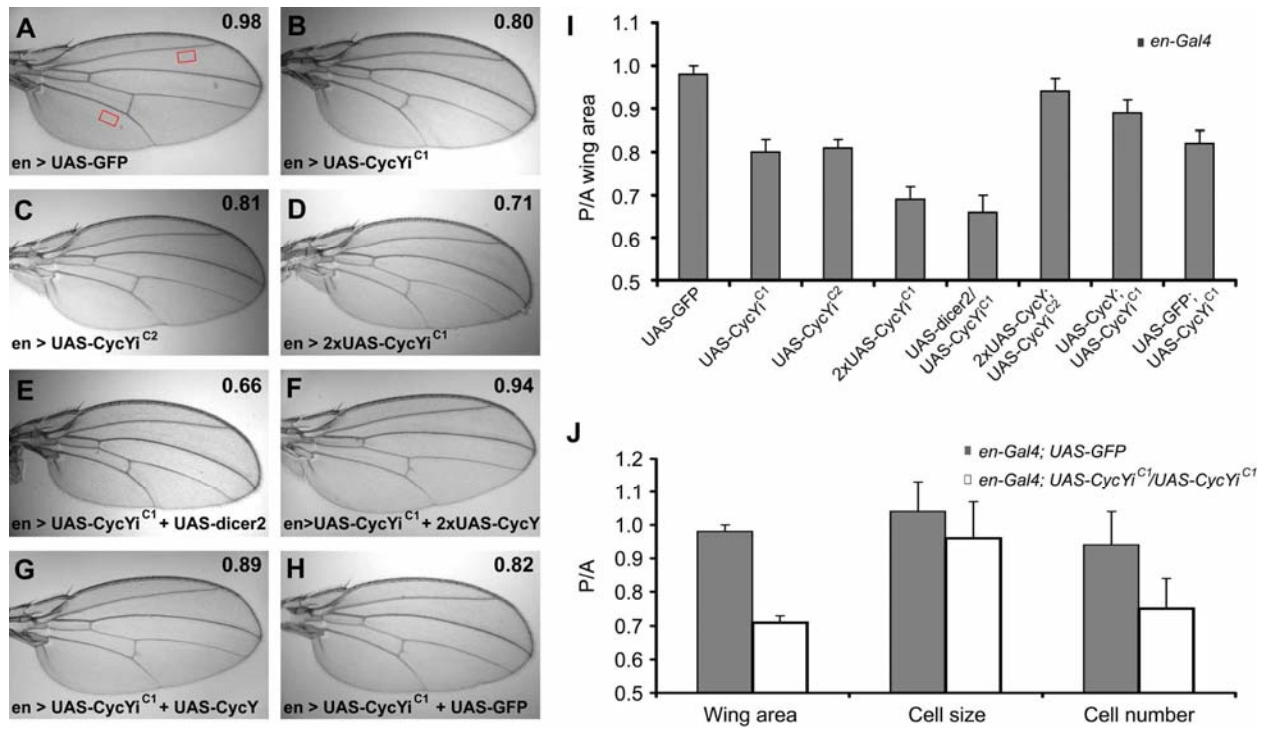 A
0.98
en > UAS-GFP
B
0.80
en > UAS-CycYi C1
C
0.81
en > UAS-CycYi C2
D
0.71
en > 2xUAS-CycYi C1
E
0.66
en > UAS-CycYi C1 + UAS-dicer2
F
0.94
en>UAS-CycYi C1 + 2xUAS-CycY
G
0.89
en > UAS-CycYi C1 + UAS-CycY
H
0.82
en > UAS-CycYi C1 + UAS-GFP
I
en-Gal4
P/A wing area
1.1
1.0
0.9
0.8
0.7
0.6
0.5
UAS-GFP
UAS-CycYi C1
UAS-CycYi C2
2xUAS-CycYi C1
UAS-dicer2/
UAS-CycYi C1
2xUAS-CycY;
UAS-CycYi C2
UAS-CycY;
UAS-CycYi C1
UAS-GFP;
UAS-CycYi C1
J
en-Gal4; UAS-GFP
en-Gal4; UAS-CycYi C1/UAS-CycYi C1
P/A
1.2
1.1
1.0
0.9
0.8
0.7
0.6
0.5
Wing area
Cell size
Cell number